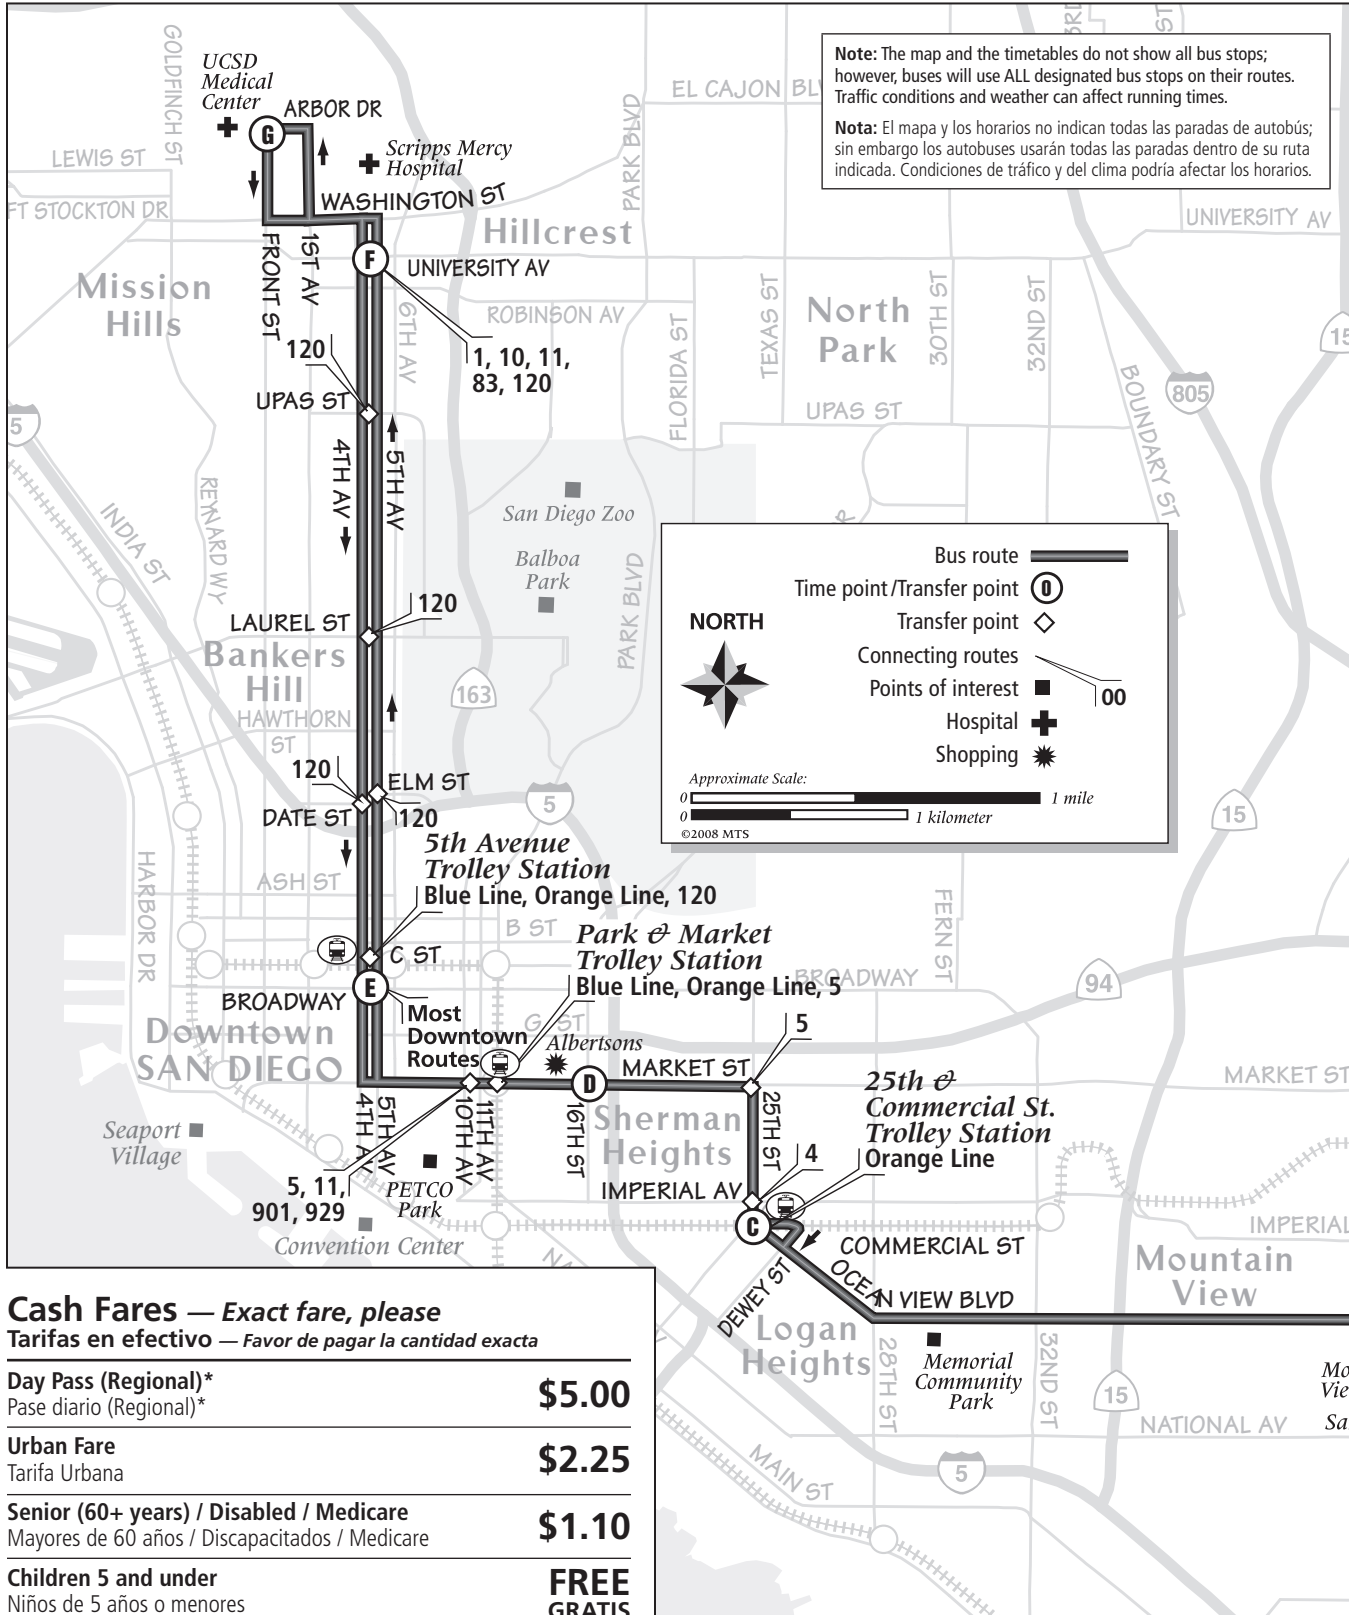 Note: The map and the timetables do not show all bus stops;
however, buses will use ALL designated bus stops on their routes.
Traffic conditions and weather can affect running times.
Nota: El mapa y los horarios no indican todas las paradas de autobús;
sin embargo los autobuses usarán todas las paradas dentro de su ruta
indicada. Condiciones de tráfico y del clima podría afectar los horarios.
GOLDFINCH ST
UCSD
Medical
Center
G
ARBOR DR
Scripps Mercy
Hospital
LEWIS ST
FT STOCKTON DR
WASHINGTON ST
PARK BLVD
EL CAJON
UNIVERSITY AV
Hillcrest
F
UNIVERSITY AV
FRONT ST
1ST AV
6TH AV
Mission
Hills
ROBINSON AV
1, 10, 11,
83, 120
120
UPAS ST
FLORIDA ST
TEXAS ST
North
Park
30TH ST
32ND ST
15
805
BOUNDARY ST
UPAS ST
5
4TH AV
5TH AV
REYNARD WY
INDIA ST
San Diego Zoo
Balboa
Park
PARK BLVD
120
LAUREL ST
Bankers
Hill
HAWTHORN
ST
163
NORTH
Bus route
Time point/Transfer point 0
Transfer point
Connecting routes
00
Points of interest
Hospital
Shopping
Approximate Scale:
0 1 mile
0 1 kilometer
©2008 MTS
120
ELM ST
DATE ST
120
5
15
5th Avenue
Trolley Station
Blue Line, Orange Line, 120
HARBOR DR
ASH ST
B ST
C ST
FERN ST
Park & Market
Trolley Station
Blue Line, Orange Line, 5
BROADWAY
94
BROADWAY
E
Most
Downtown
Routes
Downtown
SAN DIEGO
G ST
Albertsons
5
D
MARKET ST
MARKET ST
4TH AV
5TH AV
10TH AV
11TH AV
16TH ST
25TH ST
Sherman
Heights
25th &
Commercial St.
Trolley Station
Orange Line
4
Seaport
Village
5, 11,
901, 929
PETCO
Park
Convention Center
IMPERIAL AV
C
COMMERCIAL ST
IMPERIAL
Mountain
View
DEWEY ST
OCEAN VIEW BLVD
Logan
Heights
28TH ST
Memorial
Community
Park
32ND ST
15
NATIONAL AV
MAIN ST
5
Cash Fares — Exact fare, please
Tarifas en efectivo — Favor de pagar la cantidad exacta
Day Pass (Regional)* $5.00
Pase diario (Regional)*
Urban Fare $2.25
Tarifa Urbana
Senior (60+ years) / Disabled / Medicare $1.10
Mayores de 60 años / Discapacitados / Medicare
Children 5 and under FREE
Niños de 5 años o menores GRATIS